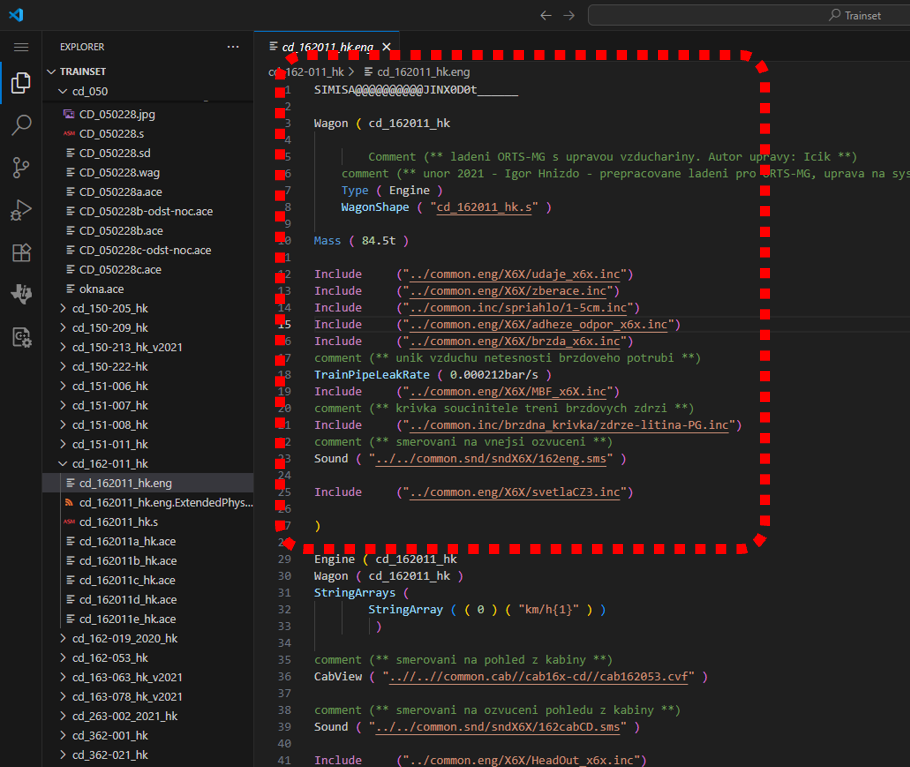 Trainset
EXPLORER
cd_162011_hk.eng
TRAINSET
cd_050
CD_050228.jpg
ASM CD_050228.s
CD_050228.sd
CD_050228.wag
CD_050228a.ace
CD_050228b-odst-noc.ace
CD_050228b.ace
CD_050228c-odst-noc.ace
CD_050228c.ace
okna.ace
cd_150-205_hk
cd_150-209_hk
cd_150-213_hk_v2021
cd_150-222-hk
cd_151-006_hk
cd_151-007_hk
cd_151-008_hk
cd_151-011_hk
cd_162-011_hk
cd_162011_hk.eng
cd_162011_hk.eng.ExtendedPhys...
ASM cd_162011_hk.s
cd_162011a_hk.ace
cd_162011b_hk.ace
cd_162011c_hk.ace
cd_162011d_hk.ace
cd_162011e_hk.ace
cd_162-019_2020_hk
cd_162-053_hk
cd_163-063_hk_v2021
cd_163-078_hk_v2021
cd_263-002_2021_hk
cd_362-001_hk
cd_362-021_hk
cd_162-011_hk > cd_162011_hk.eng
SIMISA@@@@@@@@@@JINX0D0t______
Wagon ( cd_162011_hk
Comment (** ladeni ORTS-MG s upravou vzduchariny. Autor upravy: Icik **)
comment (** unor 2021 - Igor Hnizdo - prepracovane ladeni pro ORTS-MG, uprava na sys
Type ( Engine )
WagonShape ( "cd_162011_hk.s" )
10 Mass ( 84.5t )
12 Include ("../common.eng/X6X/udaje_x6x.inc")
13 Include ("../common.eng/X6X/zberace.inc")
14 Include ("../common.inc/spriahlo/1-5cm.inc")
15 Include ("../common.eng/X6X/adheze_odpor_x6x.inc")
16 Include ("../common.eng/X6X/brzda_x6x.inc")
17 comment (** unik vzduchu netesnosti brzdoveho potrubi **)
18 TrainPipeLeakRate ( 0.000212bar/s )
19 Include ("../common.eng/X6X/MBF_x6X.inc")
20 comment (** krivka soucinitele treni brzdovych zdrzi **)
21 Include ("../common.inc/brzdna_krivka/zdrze-litina-PG.inc")
22 comment (** smerovani na vnejsi ozvuceni **)
23 Sound ( "../../common.snd/sndX6X/162eng.sms" )
24
25 Include ("../common.eng/X6X/svetlaCZ3.inc")
26
27 )
28
29 Engine ( cd_162011_hk
30 Wagon ( cd_162011_hk )
31 StringArrays (
32 StringArray ( ( 0 ) ( "km/h{1}" ) )
33 )
34
35 comment (** smerovani na pohled z kabiny **)
36 CabView ( "..//..//common.cab//cab16x-cd//cab162053.cvf" )
37
38 comment (** smerovani na ozvuceni pohledu z kabiny **)
39 Sound ( "../../common.snd/sndX6X/162cabCD.sms" )
40
41 Include ("../common.eng/X6X/HeadOut_x6x.inc")